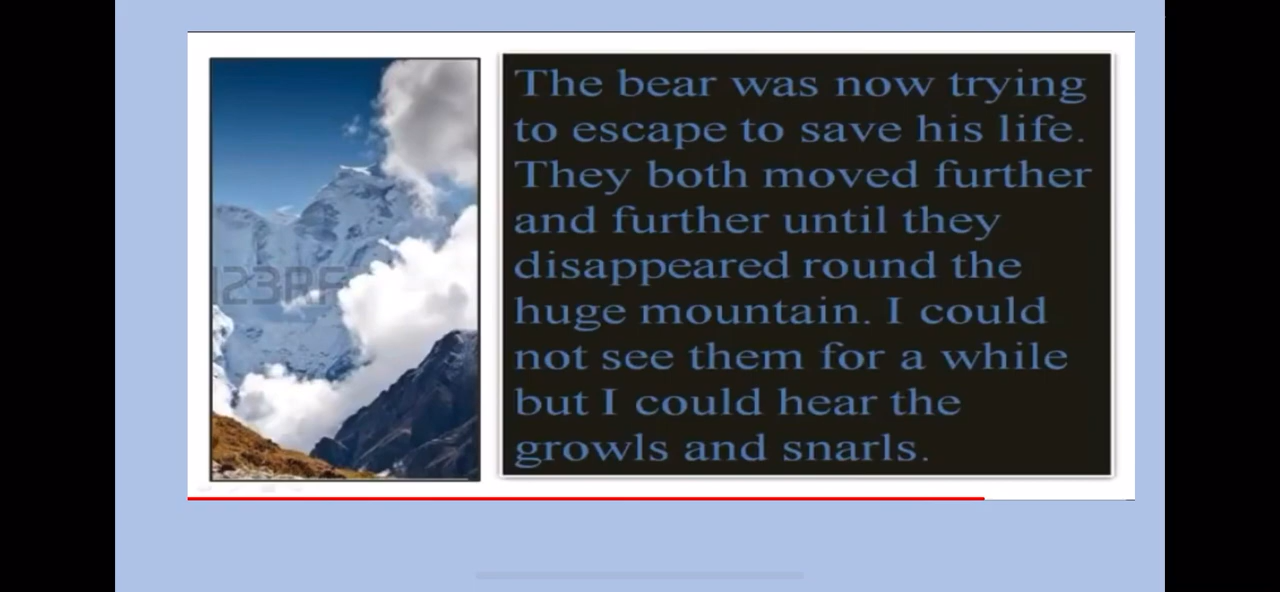 The bear was now trying
to escape to save his life.
They both moved further
and further until they
disappeared round the
huge mountain. I could
not see them for a while
but I could hear the
growls and snarls.
123RF